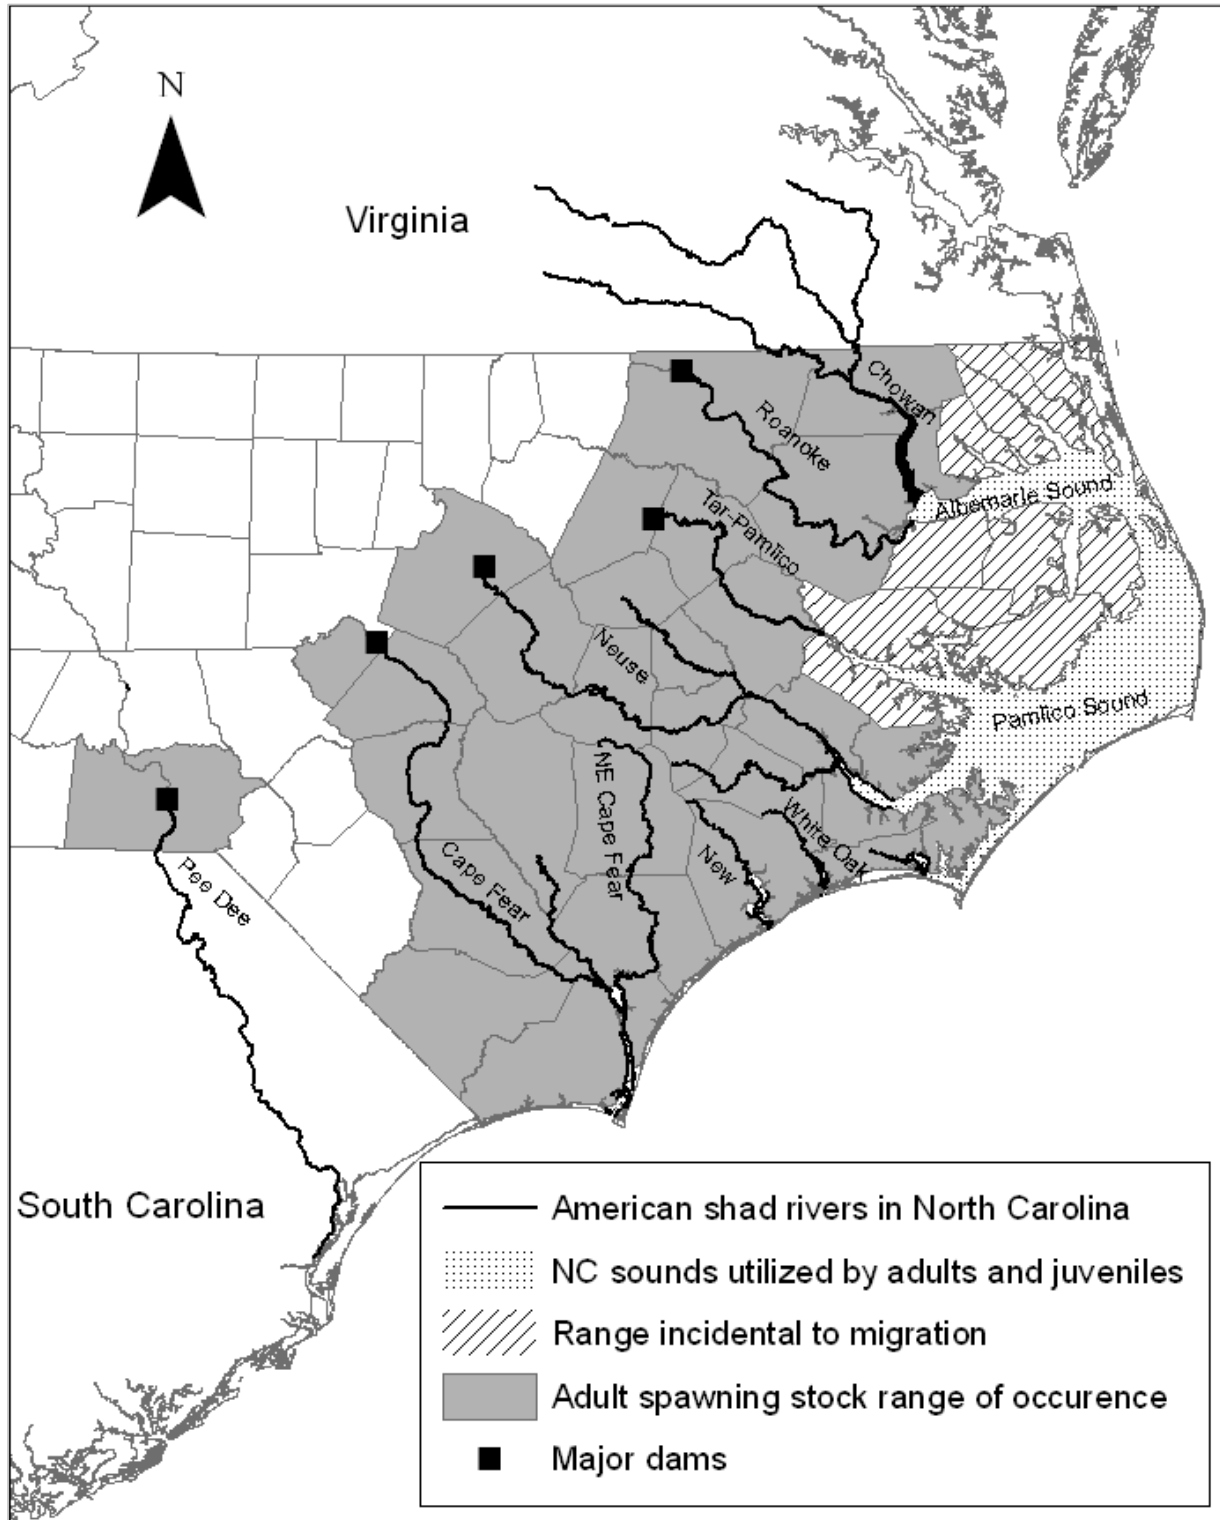 N
Virginia
Chowan
Roanoke
Albemarle Sound
Tar-Pamlico
Neuse
Pamlico Sound
NE Cape Fear
White Oak
New
Cape Fear
Pee Dee
South Carolina
American shad rivers in North Carolina
NC sounds utilized by adults and juveniles
Range incidental to migration
Adult spawning stock range of occurence
Major dams